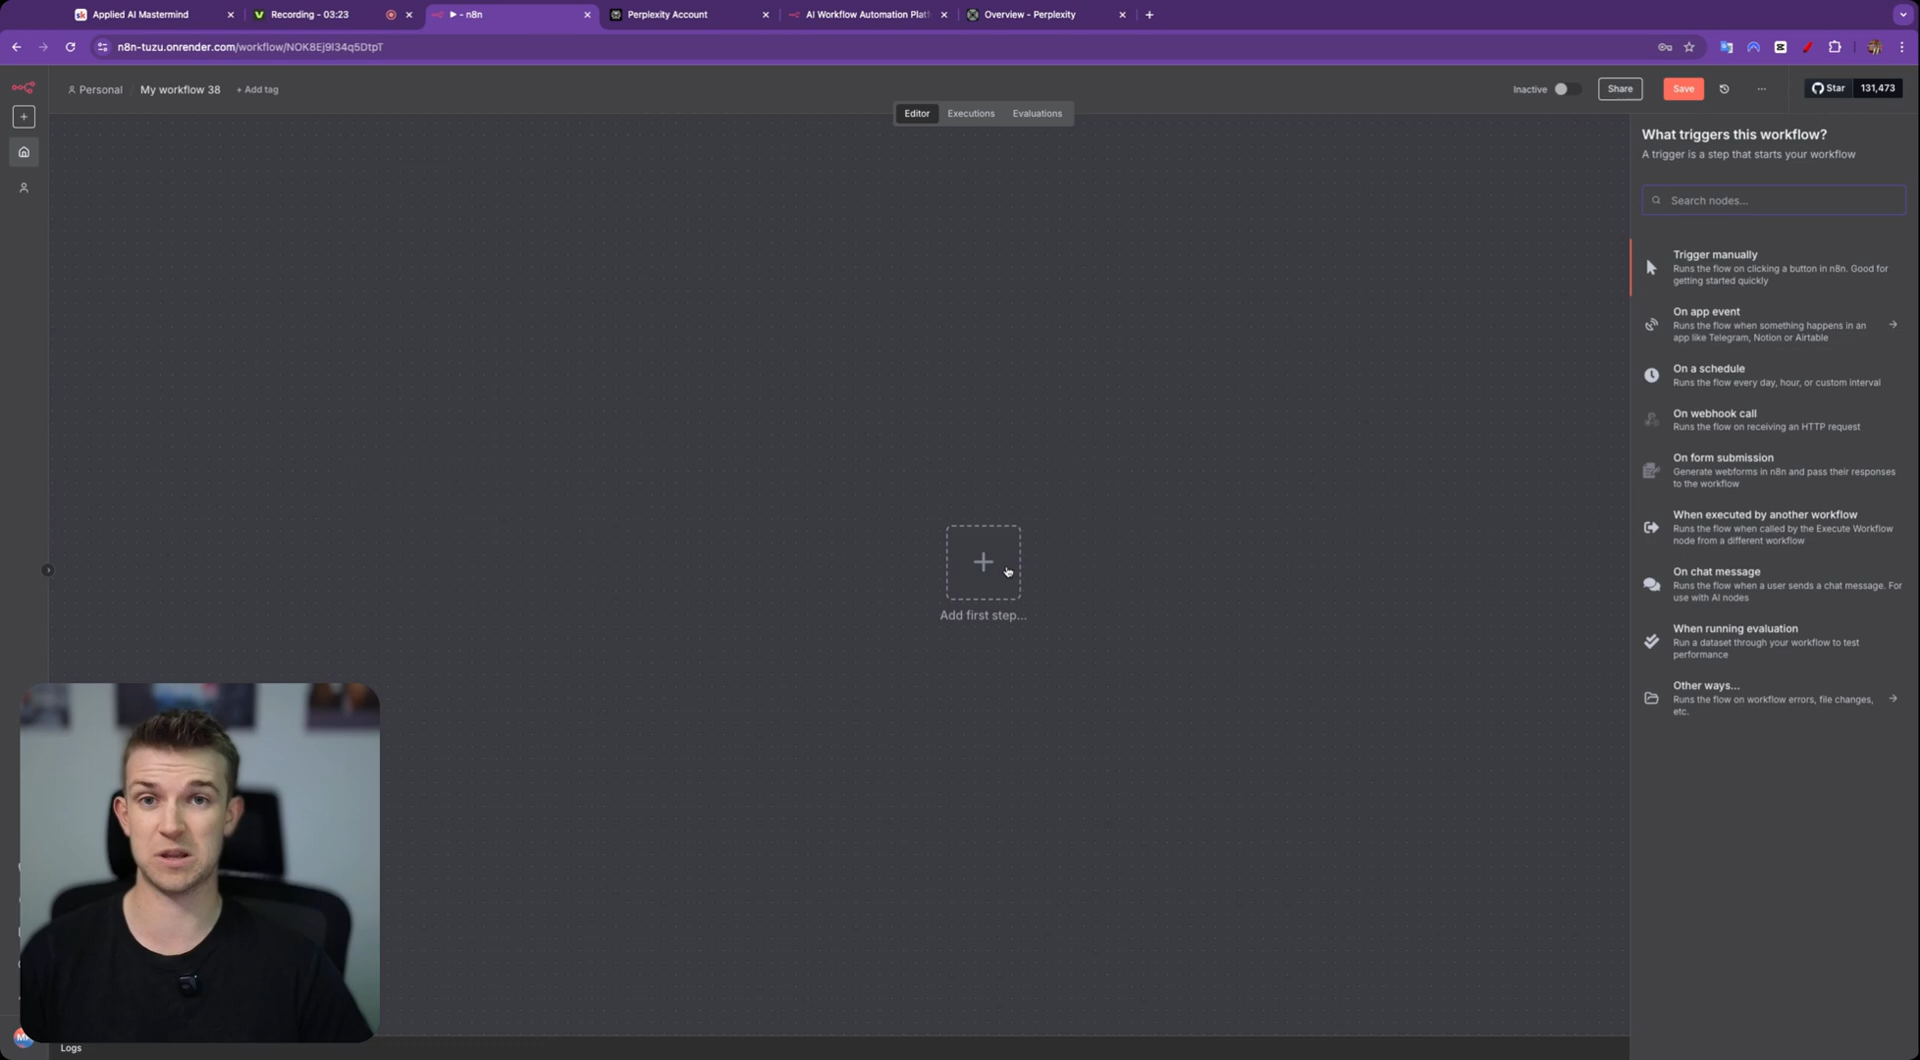 Applied AI Mastermind
Recording - 03:23
▶ - n8n
Perplexity Account
AI Workflow Automation Platf
Overview - Perplexity
n8n-tuzu.onrender.com/workflow/NOK8Ej9l34q5DtpT
Personal / My workflow 38 + Add tag
Inactive
Share
Save
Star 131,473
Editor
Executions
Evaluations
What triggers this workflow?
A trigger is a step that starts your workflow
Search nodes...
Trigger manually
Runs the flow on clicking a button in n8n. Good for
getting started quickly
On app event
Runs the flow when something happens in an
app like Telegram, Notion or Airtable
On a schedule
Runs the flow every day, hour, or custom interval
On webhook call
Runs the flow on receiving an HTTP request
On form submission
Generate webforms in n8n and pass their responses
to the workflow
When executed by another workflow
Runs the flow when called by the Execute Workflow
node from a different workflow
On chat message
Runs the flow when a user sends a chat message. For
use with AI nodes
When running evaluation
Run a dataset through your workflow to test
performance
Other ways...
Runs the flow on workflow errors, file changes,
etc.
Add first step...
Logs